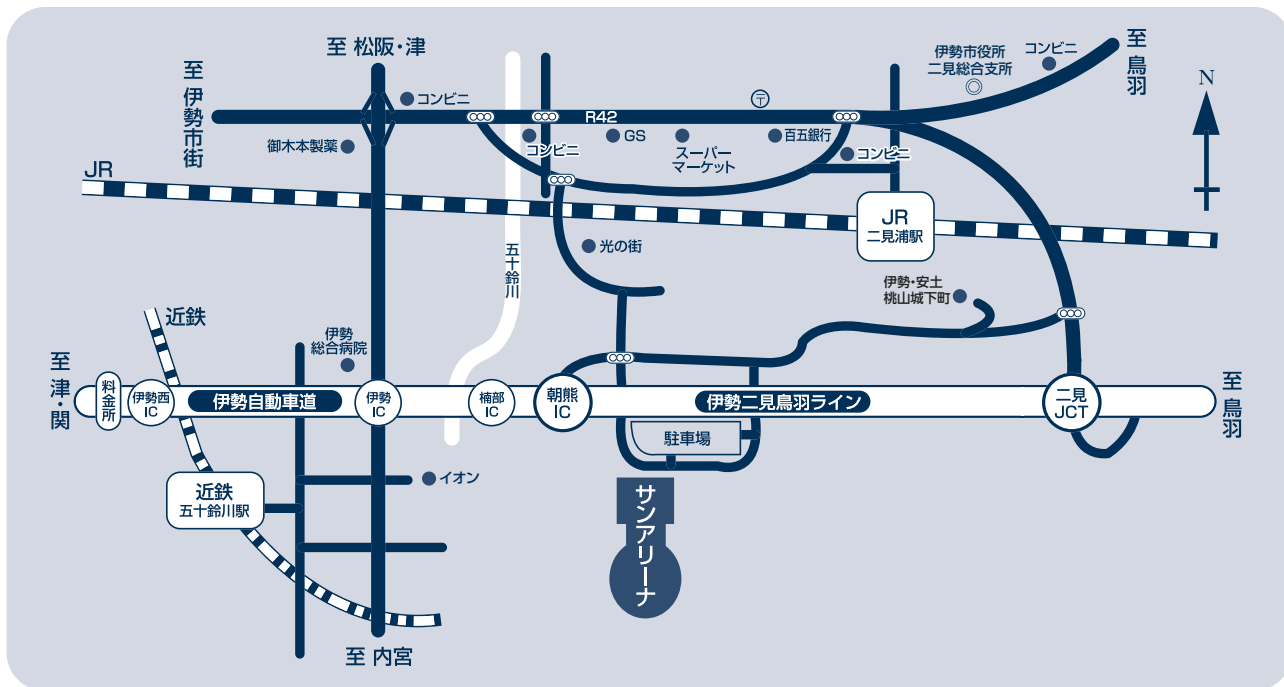 至 松阪・津
至 伊勢市街
コンビニ
御木本製薬
R42
〒
コンビニ
GS
スーパー
マーケット
百五銀行
コンビニ
伊勢市役所
二見総合支所
コンビニ
至 鳥羽
N
JR
JR
二見浦駅
五十鈴川
光の街
伊勢・安土
桃山城下町
近鉄
伊勢
総合病院
至 津・関
料金所
伊勢西
IC
伊勢自動車道
伊勢
IC
楠部
IC
朝熊
IC
伊勢二見鳥羽ライン
二見
JCT
至 鳥羽
駐車場
近鉄
五十鈴川駅
イオン
サンアリーナ
至 内宮